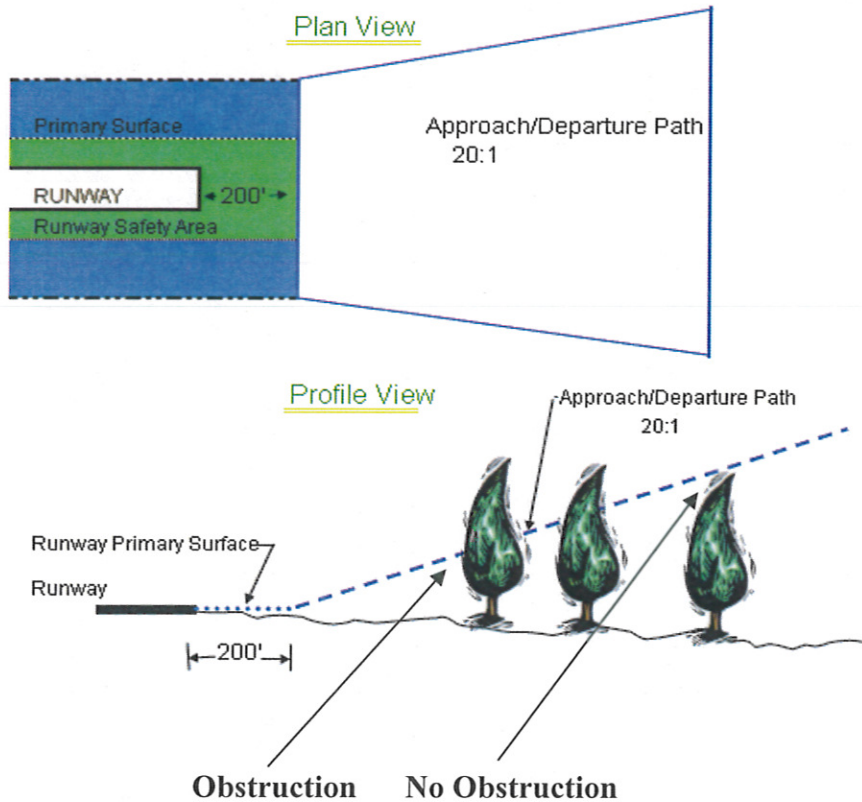 Plan View
Primary Surface
Approach/Departure Path
20:1
RUNWAY
200'
Runway Safety Area
Profile View
Approach/Departure Path
20:1
Runway Primary Surface
Runway
200'
Obstruction
No Obstruction